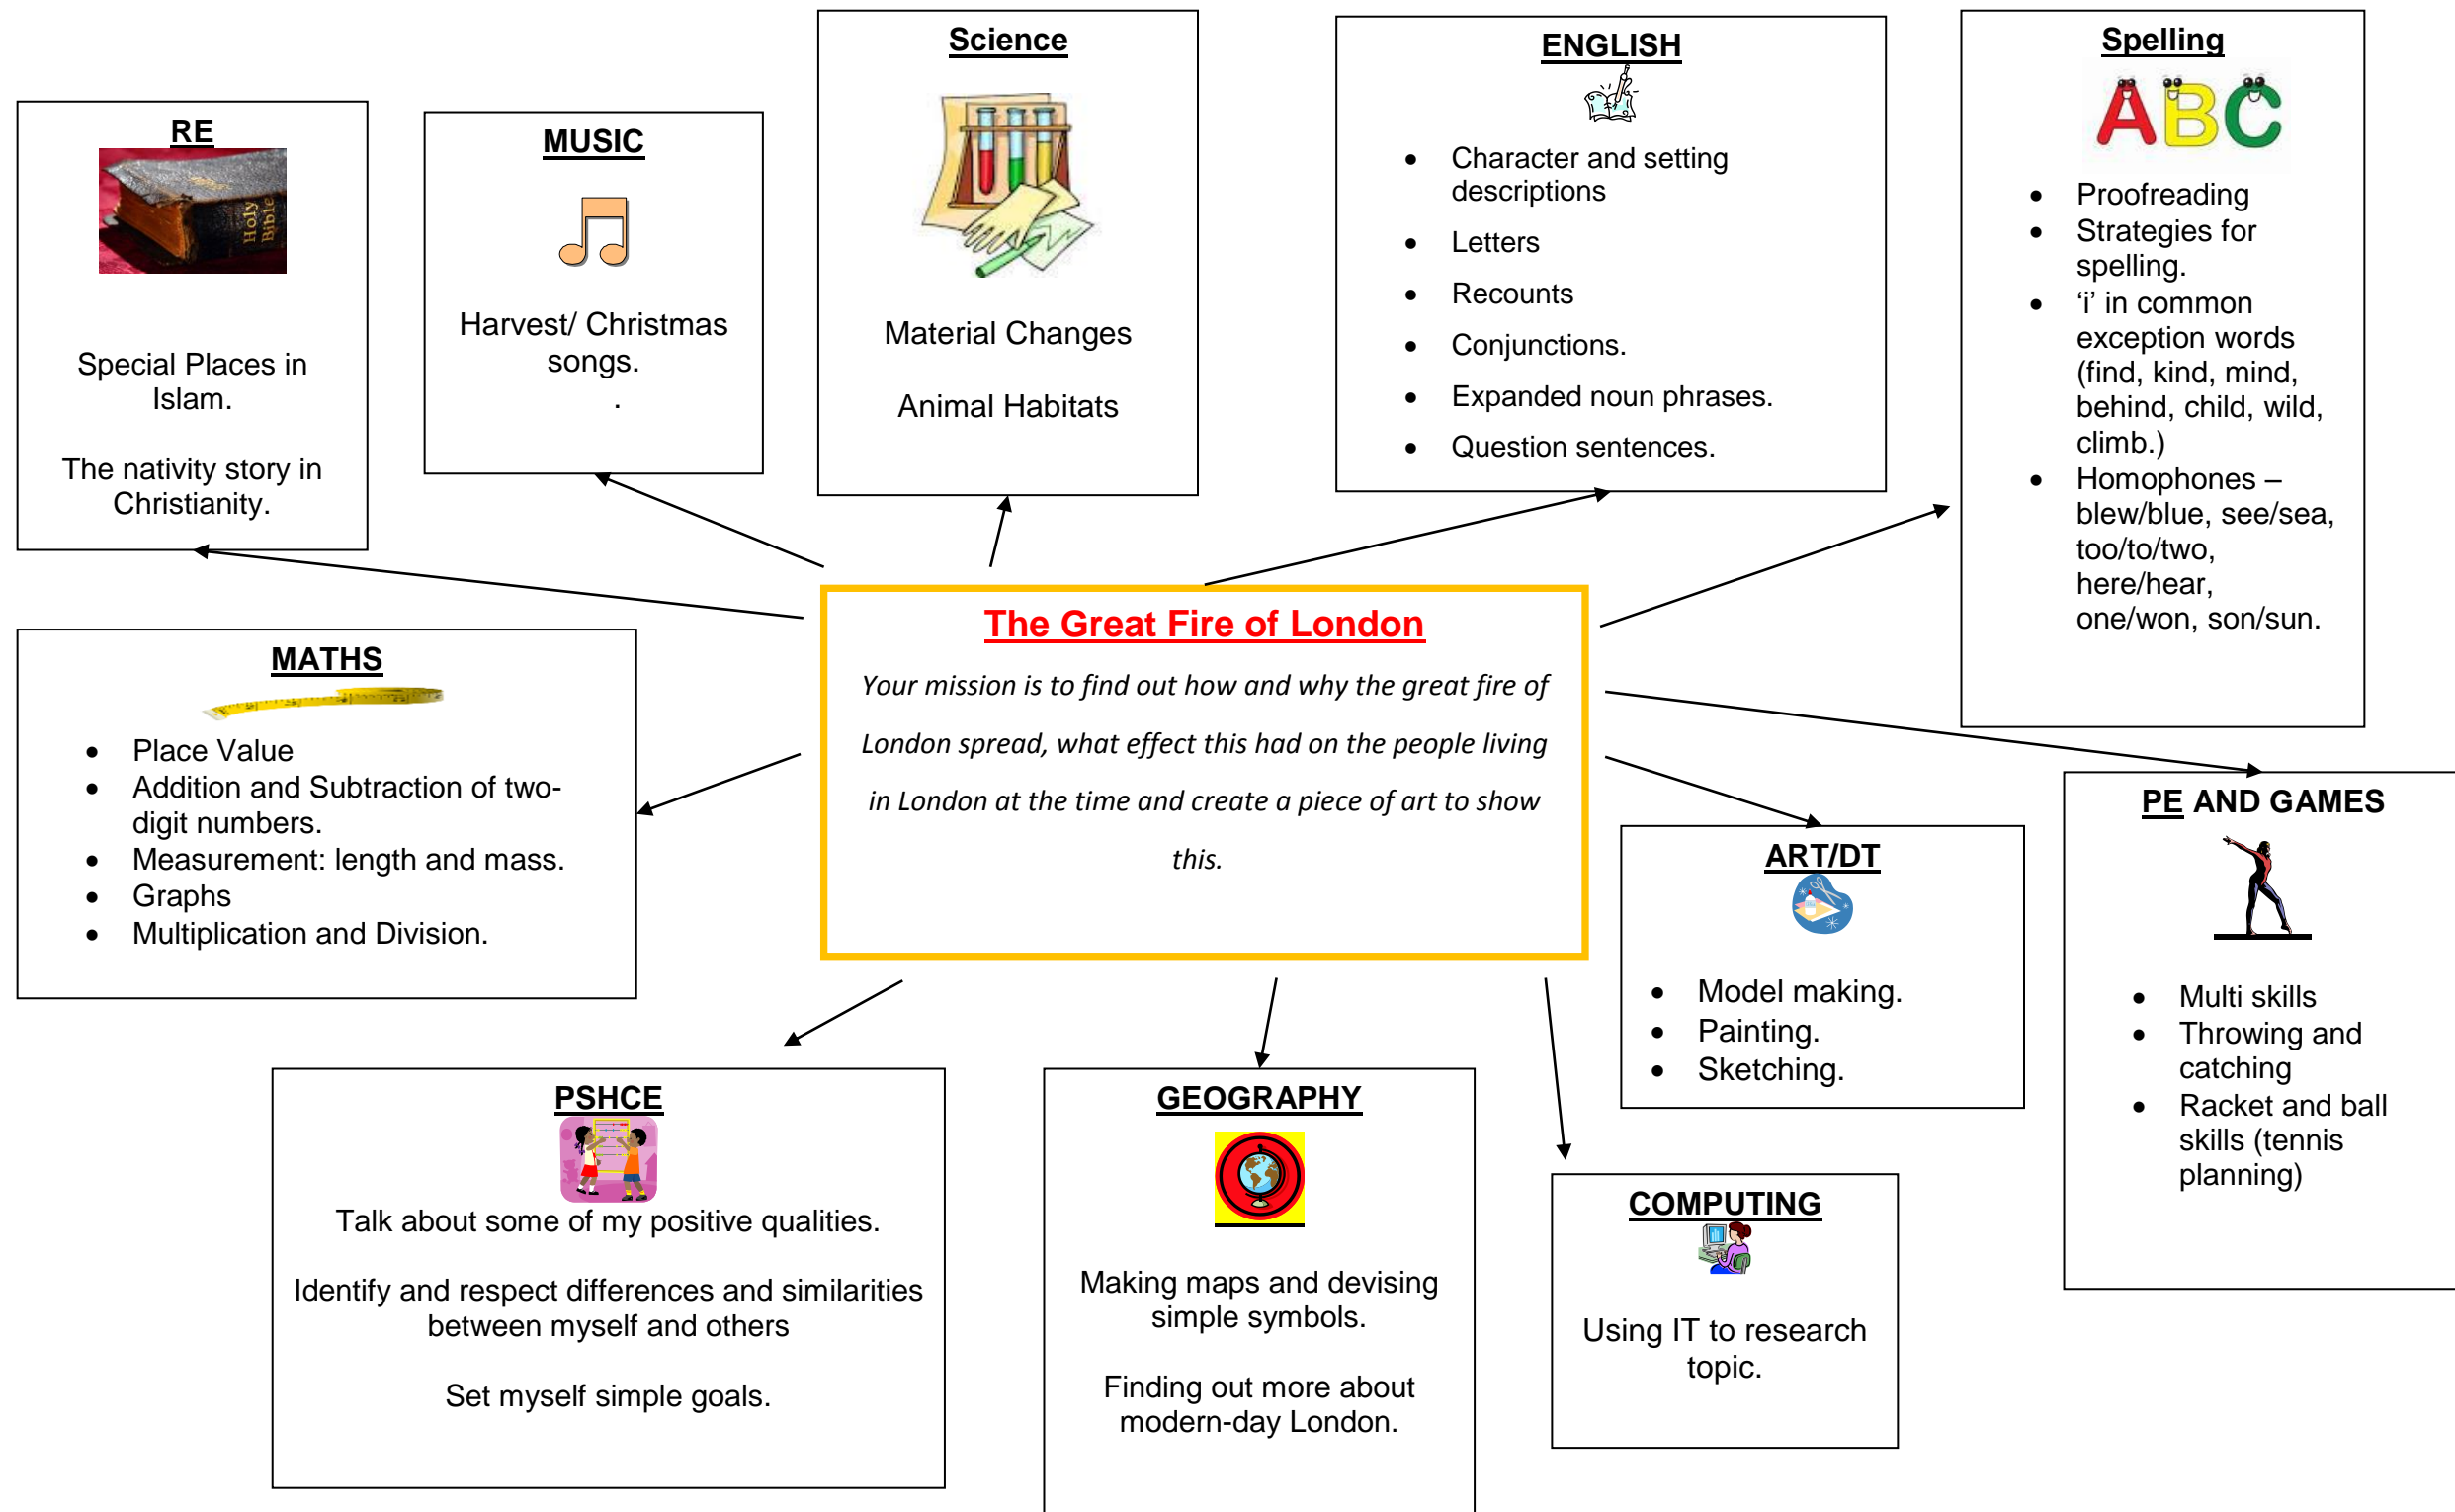 RE
Holy
Bible
Special Places in
Islam.
The nativity story in
Christianity.
MUSIC
Harvest/ Christmas
songs.
.
Science
Material Changes
Animal Habitats
ENGLISH
• Character and setting
descriptions
• Letters
• Recounts
• Conjunctions.
• Expanded noun phrases.
• Question sentences.
Spelling
ABC
• Proofreading
• Strategies for
spelling.
• ‘i’ in common
exception words
(find, kind, mind,
behind, child, wild,
climb.)
• Homophones –
blew/blue, see/sea,
too/to/two,
here/hear,
one/won, son/sun.
The Great Fire of London
Your mission is to find out how and why the great fire of
London spread, what effect this had on the people living
in London at the time and create a piece of art to show
this.
MATHS
• Place Value
• Addition and Subtraction of two-
digit numbers.
• Measurement: length and mass.
• Graphs
• Multiplication and Division.
PE AND GAMES
• Multi skills
• Throwing and
catching
• Racket and ball
skills (tennis
planning)
ART/DT
• Model making.
• Painting.
• Sketching.
PSHCE
Talk about some of my positive qualities.
Identify and respect differences and similarities
between myself and others
Set myself simple goals.
GEOGRAPHY
Making maps and devising
simple symbols.
Finding out more about
modern-day London.
COMPUTING
Using IT to research
topic.